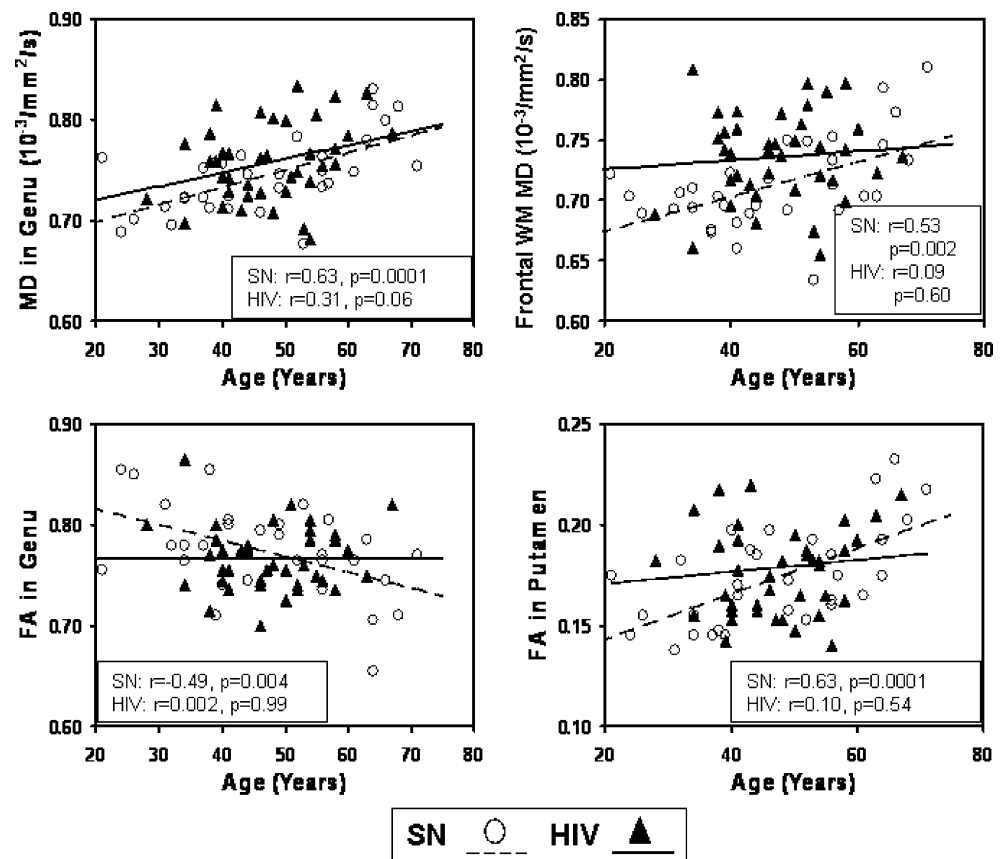 MD in Genu (10⁻³/mm²/s)
0.90
0.80
0.70
0.60
SN: r=0.63, p=0.0001
HIV: r=0.31, p=0.06
20 30 40 50 60 70 80
Age (Years)
Frontal WM MD (10⁻³/mm²/s)
0.85
0.80
0.75
0.70
0.65
0.60
SN: r=0.53
p=0.002
HIV: r=0.09
p=0.60
20 40 60 80
Age (Years)
FA in Genu
0.90
0.80
0.70
0.60
SN: r=-0.49, p=0.004
HIV: r=0.002, p=0.99
20 30 40 50 60 70 80
Age (Years)
FA in Putamen
0.25
0.20
0.15
0.10
SN: r=0.63, p=0.0001
HIV: r=0.10, p=0.54
20 40 60 80
Age (Years)
SN HIV